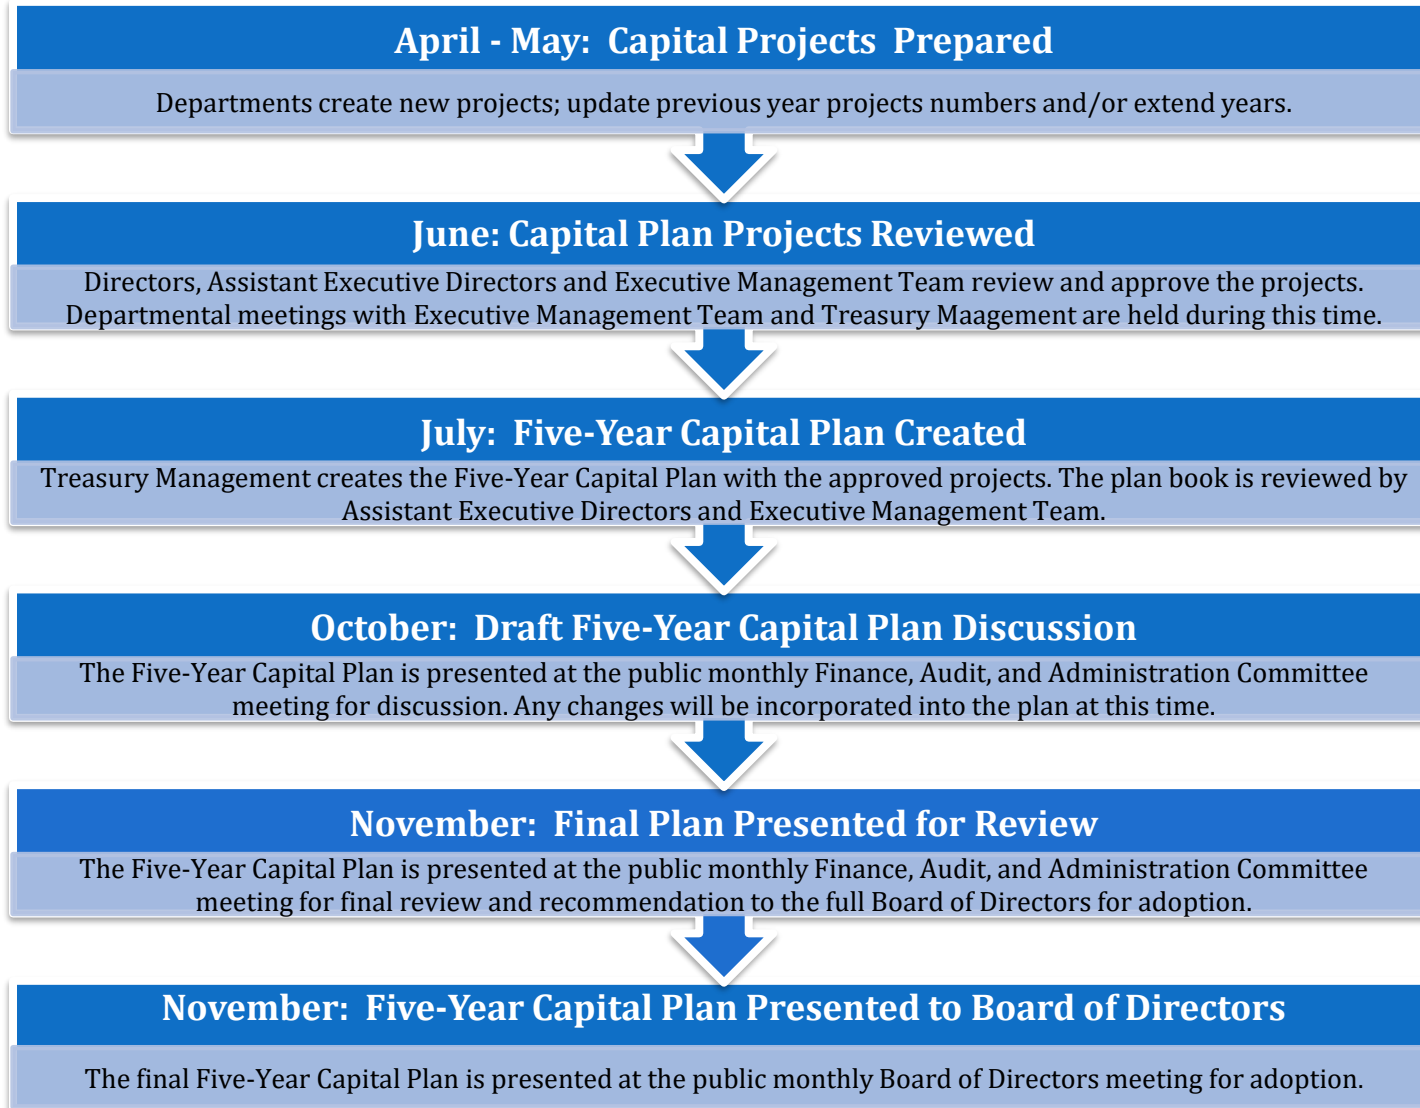 April - May:  Capital Projects  Prepared
Departments create new projects; update previous year projects numbers and/or extend years.
June: Capital Plan Projects Reviewed
Directors, Assistant Executive Directors and Executive Management Team review and approve the projects.
Departmental meetings with Executive Management Team and Treasury Maagement are held during this time.
July:  Five-Year Capital Plan Created
Treasury Management creates the Five-Year Capital Plan with the approved projects. The plan book is reviewed by
Assistant Executive Directors and Executive Management Team.
October:  Draft Five-Year Capital Plan Discussion
The Five-Year Capital Plan is presented at the public monthly Finance, Audit, and Administration Committee
meeting for discussion. Any changes will be incorporated into the plan at this time.
November:  Final Plan Presented for Review
The Five-Year Capital Plan is presented at the public monthly Finance, Audit, and Administration Committee
meeting for final review and recommendation to the full Board of Directors for adoption.
November:  Five-Year Capital Plan Presented to Board of Directors
The final Five-Year Capital Plan is presented at the public monthly Board of Directors meeting for adoption.